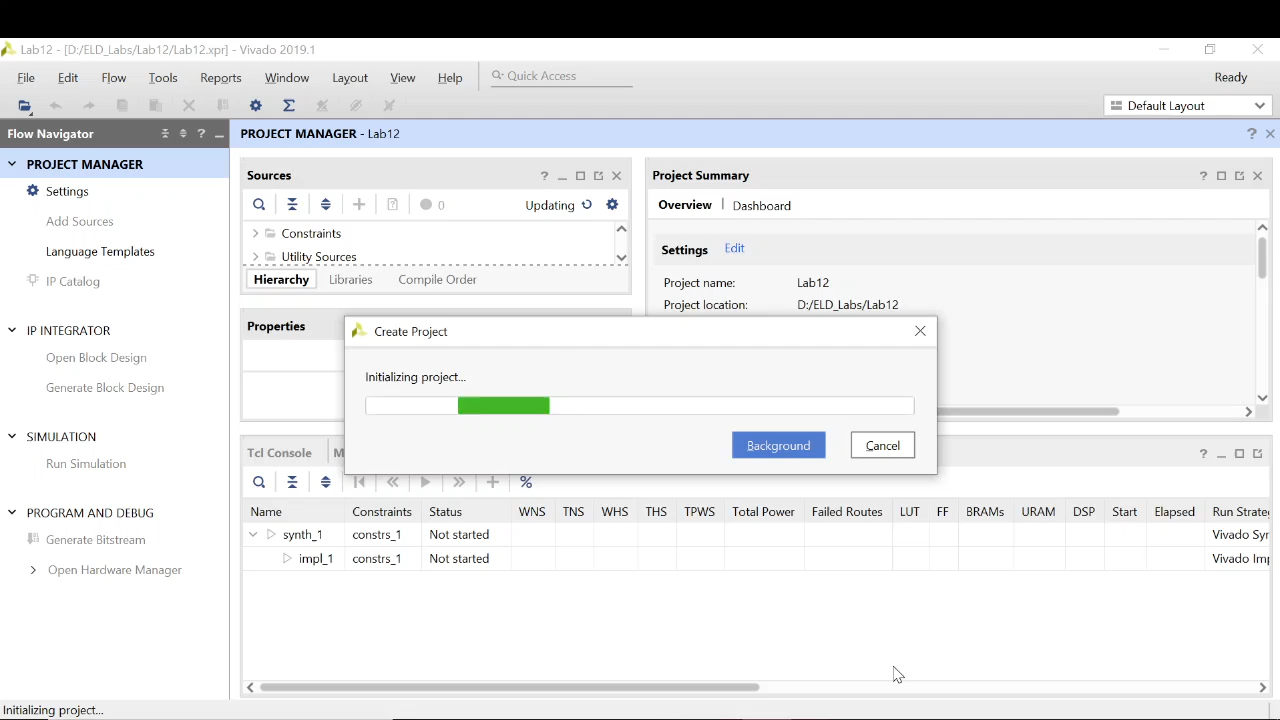 Lab12 - [D:/ELD_Labs/Lab12/Lab12.xpr] - Vivado 2019.1
File Edit Flow Tools Reports Window Layout View Help Quick Access Ready
Default Layout
Flow Navigator
PROJECT MANAGER - Lab12
PROJECT MANAGER
Settings
Add Sources
Language Templates
IP Catalog
IP INTEGRATOR
Open Block Design
Generate Block Design
SIMULATION
Run Simulation
PROGRAM AND DEBUG
Generate Bitstream
Open Hardware Manager
Sources
0 Updating
Constraints
Utility Sources
Hierarchy Libraries Compile Order
Properties
Project Summary
Overview | Dashboard
Settings Edit
Project name: Lab12
Project location: D:/ELD_Labs/Lab12
Create Project
Initializing project...
Background Cancel
Tcl Console M
Name Constraints Status WNS TNS WHS THS TPWS Total Power Failed Routes LUT FF BRAMs URAM DSP Start Elapsed Run Strate
synth_1 constrs_1 Not started Vivado Syn
impl_1 constrs_1 Not started Vivado Imp
Initializing project...